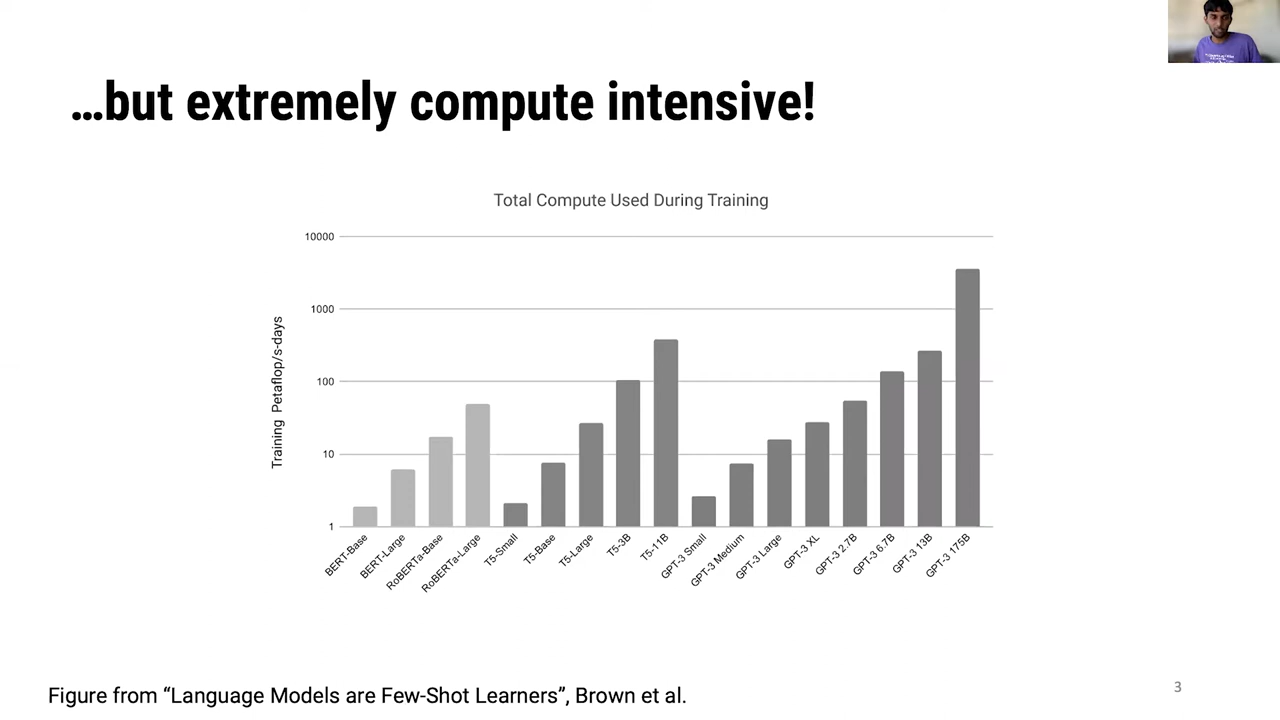 …but extremely compute intensive!
Total Compute Used During Training
Training Petaflop/s-days
10000
1000
100
10
1
BERT-Base
BERT-Large
RoBERTa-Base
RoBERTa-Large
T5-Small
T5-Base
T5-Large
T5-3B
T5-11B
GPT-3 Small
GPT-3 Medium
GPT-3 Large
GPT-3 XL
GPT-3 2.7B
GPT-3 6.7B
GPT-3 13B
GPT-3 175B
Figure from “Language Models are Few-Shot Learners”, Brown et al.
3